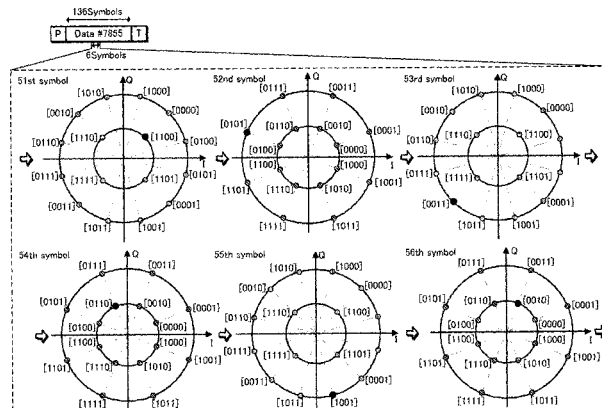 136Symbols
P Data #7855 T
6Symbols
51st symbol Q 52nd symbol Q 53rd symbol Q
[1010] [1000] [0111] [0011] [1010] [1000]
[0010] [0000] [0101] [0001] [0010] [0000]
[0110] [1110] [1100] [0100] [0110] [0010] [0110] [1110] [1100] [0100]
[0100] [0000]
I I I
[0111] [1111] [1101] [0101] [1100] [1000] [0111] [1111] [1101] [0101]
[1101] [1110] [1010] [1001]
[0011] [0001] [0011] [0001]
[1011] [1001] [1111] [1011] [1011] [1001]
54th symbol Q 55th symbol Q 56th symbol Q
[0111] [0011] [1010] [1000] [0111] [0011]
[0101] [0001] [0010] [0000] [0101] [0001]
[0110] [0010] [0110] [1110] [1100] [0100] [0110] [0010]
[0100] [0000] [0100] [0000]
I I I
[1100] [1000] [0111] [1111] [1101] [0101] [1100] [1000]
[1101] [1110] [1010] [1001] [1101] [1110] [1010] [1001]
[0011] [0001]
[1111] [1011] [1011] [1001] [1111] [1011]